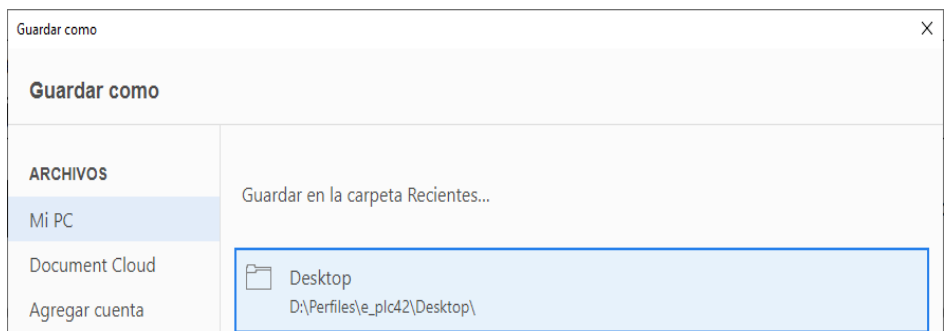 Guardar como
Guardar como
ARCHIVOS
Mi PC
Document Cloud
Agregar cuenta
Guardar en la carpeta Recientes...
Desktop
D:\Perfiles\e_plc42\Desktop\